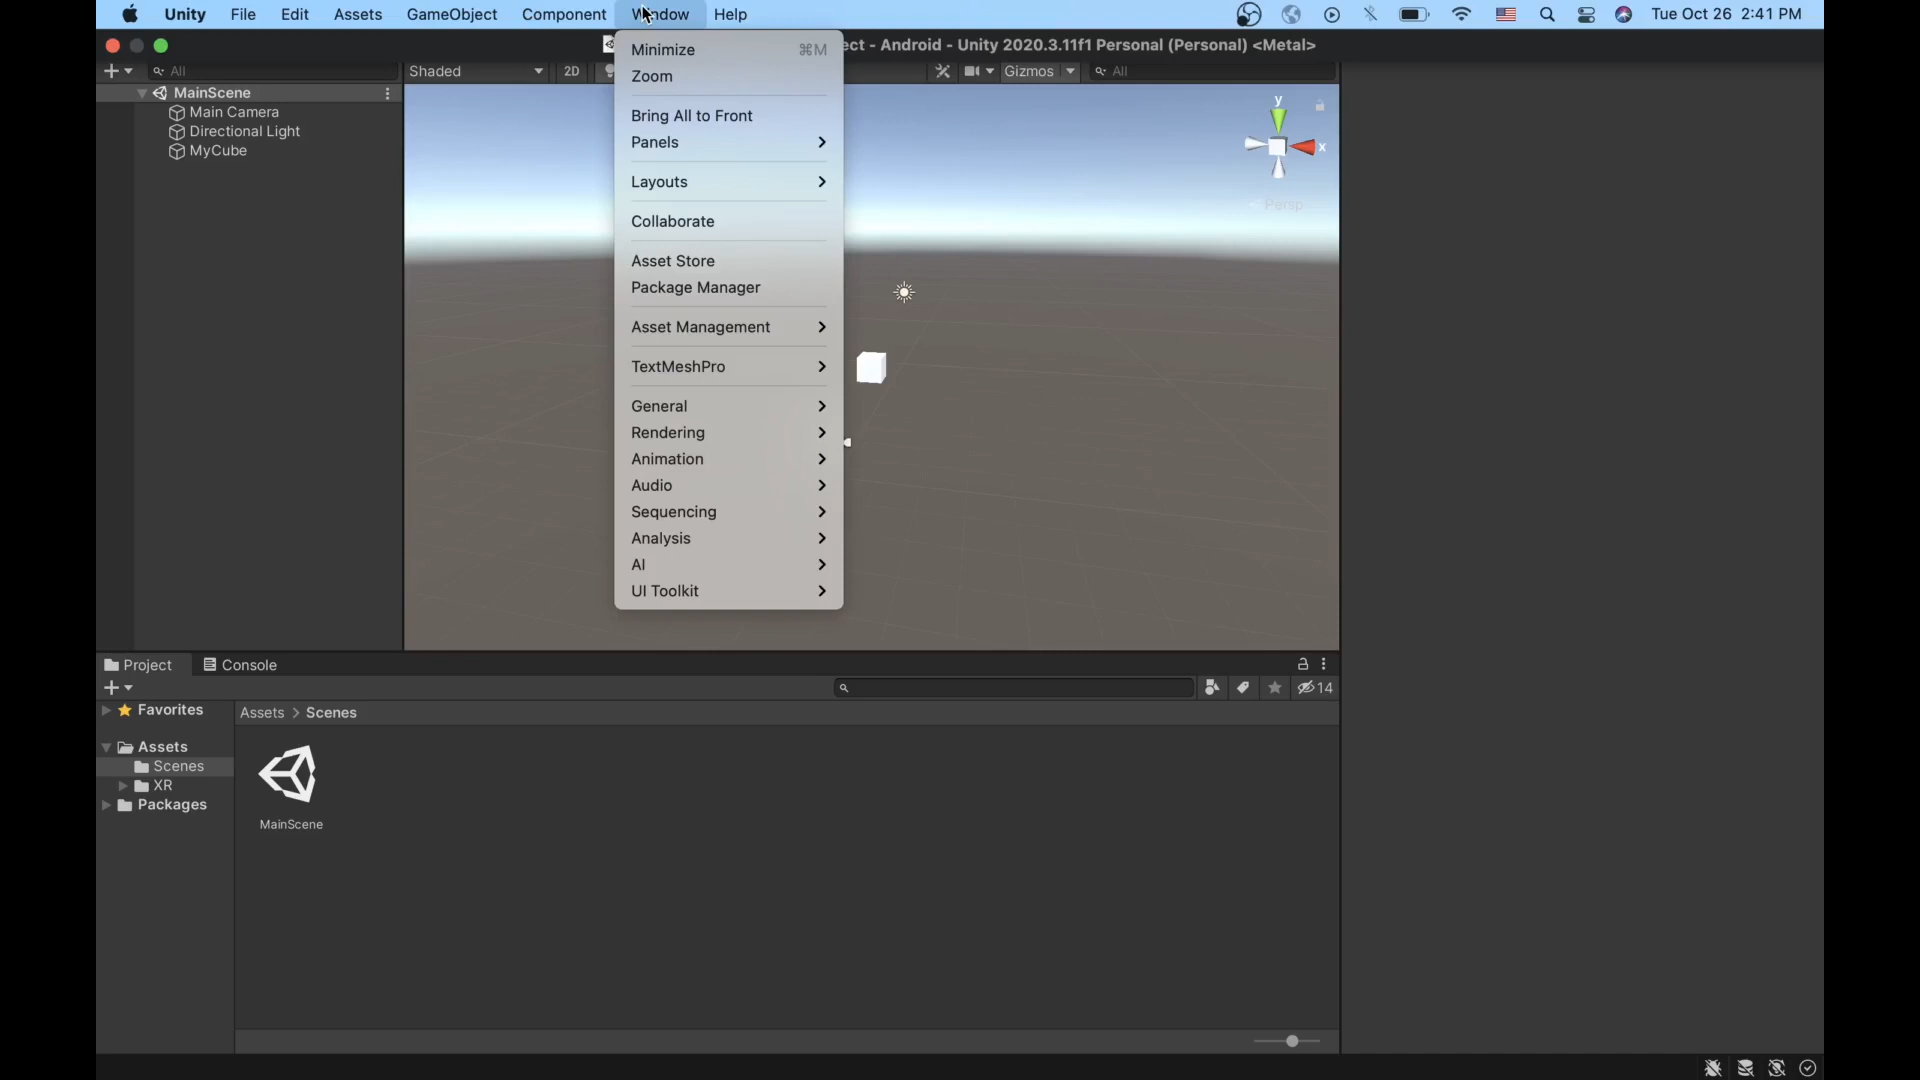 Unity File Edit Assets GameObject Component Window Help Tue Oct 26 2:41 PM
ect - Android - Unity 2020.3.11f1 Personal (Personal) <Metal>
All Shaded 2D Gizmos All
MainScene
Main Camera
Directional Light
MyCube
Minimize ⌘M
Zoom
Bring All to Front
Panels
Layouts
Collaborate
Asset Store
Package Manager
Asset Management
TextMeshPro
General
Rendering
Animation
Audio
Sequencing
Analysis
AI
UI Toolkit
y
x
Persp
Project Console
14
Favorites
Assets
Scenes
XR
Packages
Assets > Scenes
MainScene